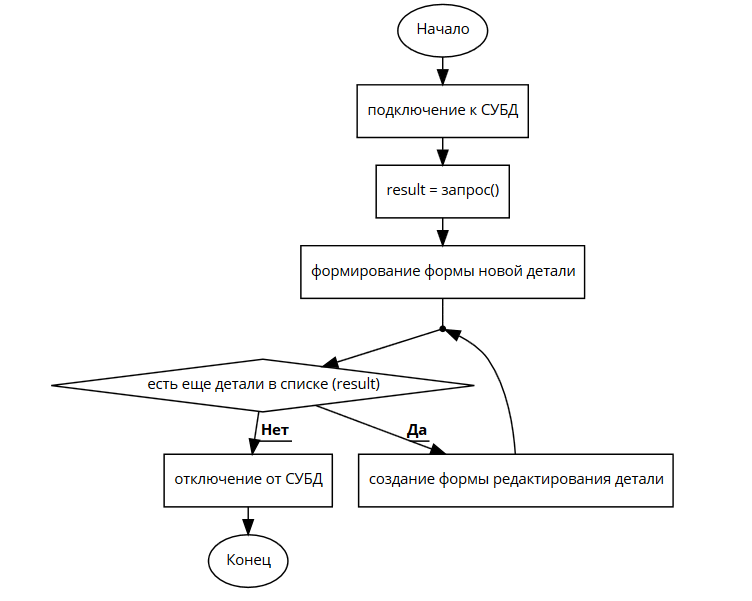 Начало
подключение к СУБД
result = запрос()
формирование формы новой детали
есть еще детали в списке (result)
Нет
Да
отключение от СУБД
создание формы редактирования детали
Конец